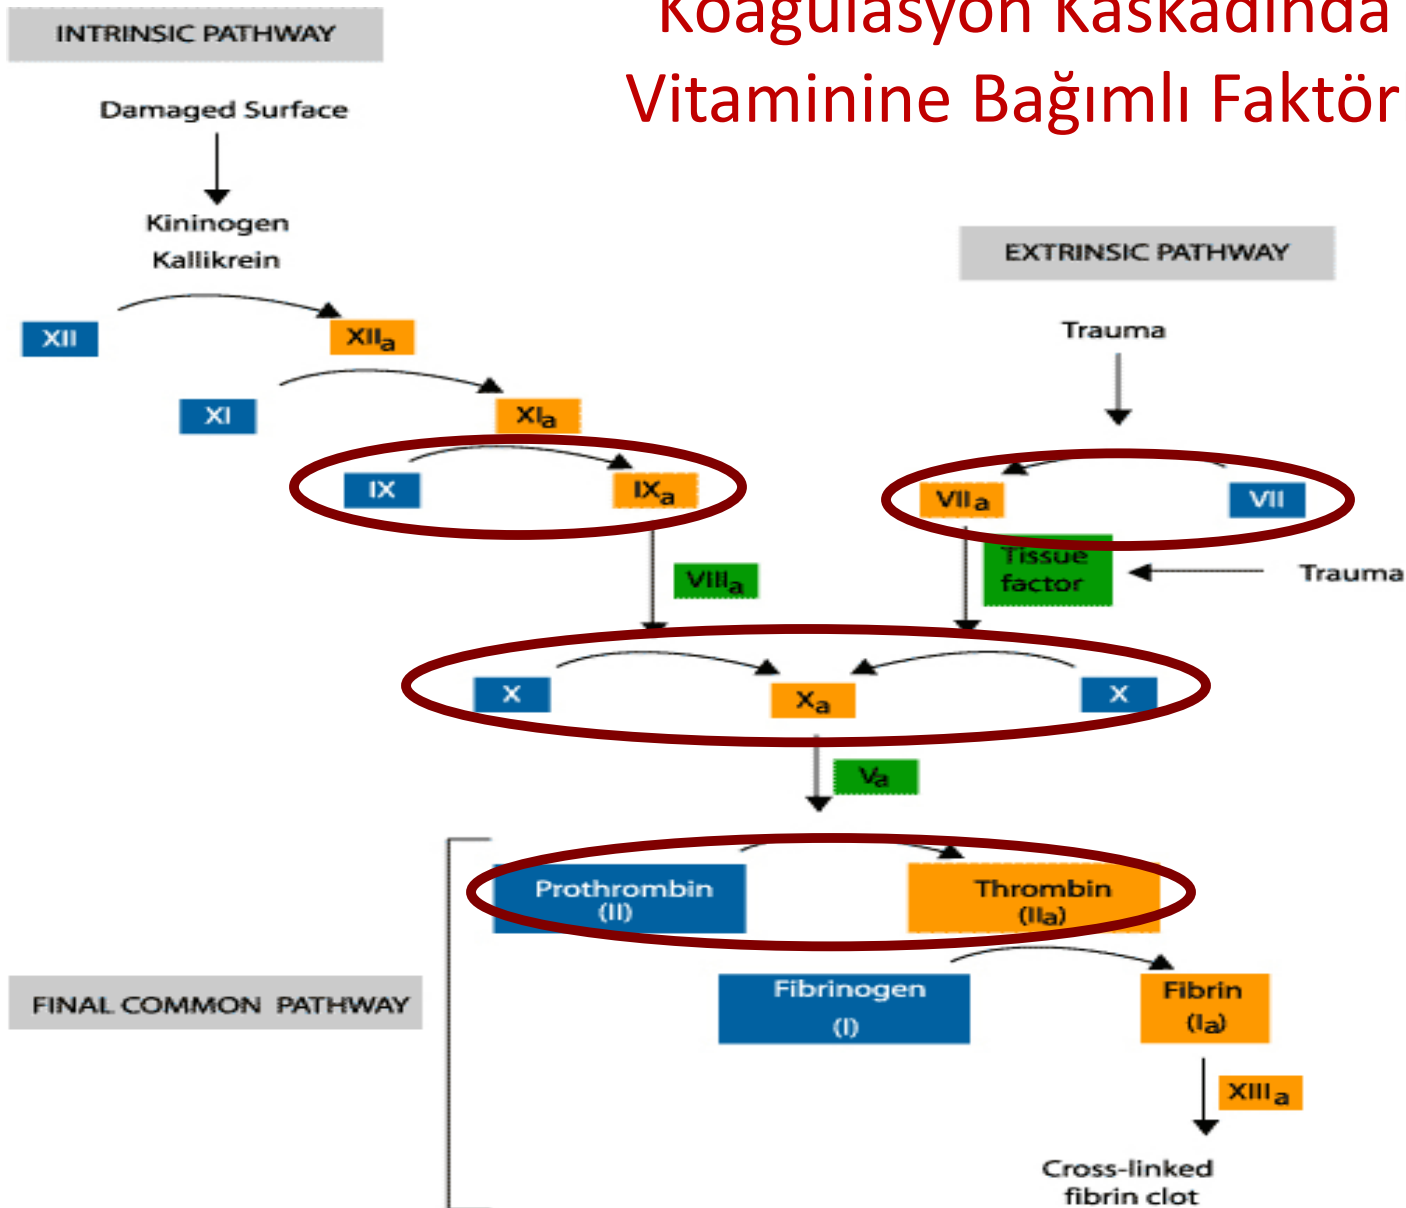 Koagülasyon Kaskadında
Vitaminine Bağımlı Faktör
INTRINSIC PATHWAY
Damaged Surface
Kininogen
Kallikrein
EXTRINSIC PATHWAY
Trauma
XII
XIIa
XI
XIa
IX
IXa
VIIa
VII
VIIIa
Tissue
factor
Trauma
X
Xa
X
Va
Prothrombin
(II)
Thrombin
(IIa)
Fibrinogen
(I)
Fibrin
(Ia)
FINAL COMMON PATHWAY
XIIIa
Cross-linked
fibrin clot